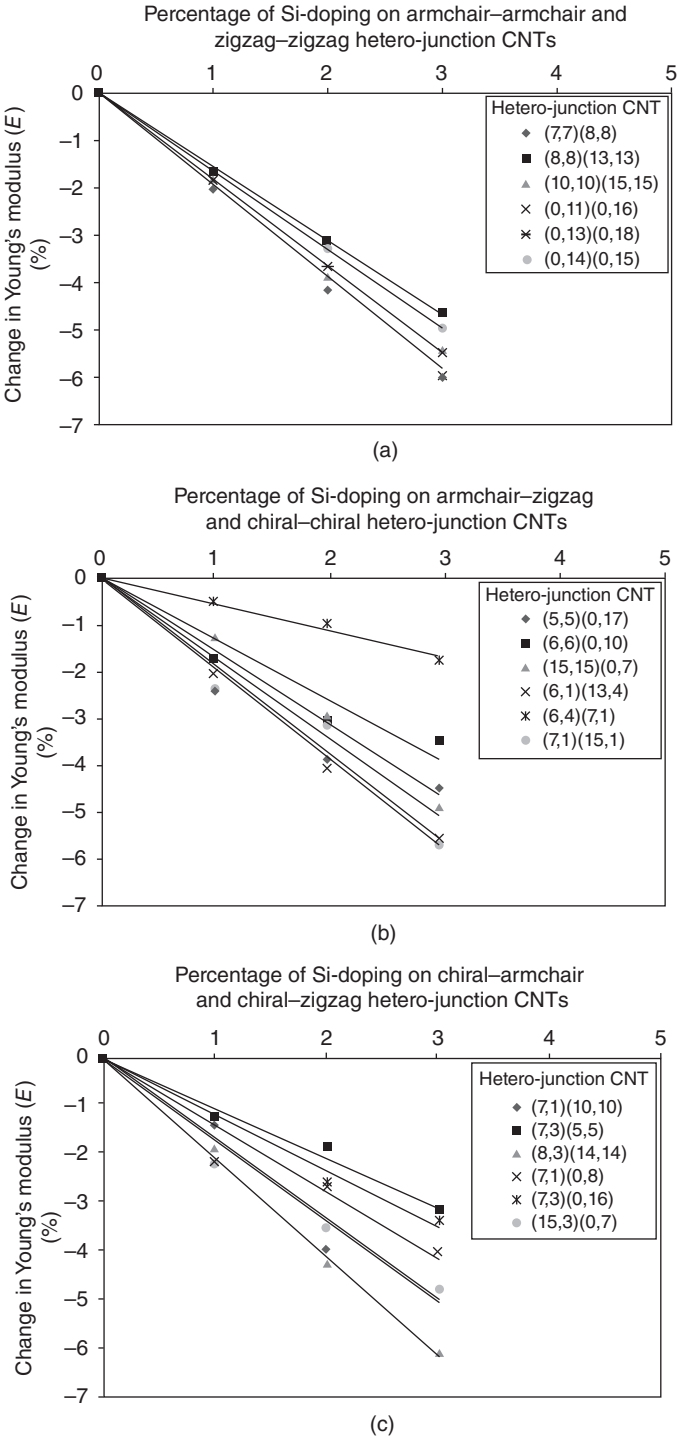 Percentage of Si-doping on armchair–armchair and
zigzag–zigzag hetero-junction CNTs
0 1 2 3 4 5
0
–1
–2
–3
–4
–5
–6
–7
Change in Young's modulus (E)
(%)
Hetero-junction CNT
(7,7)(8,8)
(8,8)(13,13)
(10,10)(15,15)
(0,11)(0,16)
(0,13)(0,18)
(0,14)(0,15)
(a)
Percentage of Si-doping on armchair–zigzag
and chiral–chiral hetero-junction CNTs
0 1 2 3 4 5
0
–1
–2
–3
–4
–5
–6
–7
Change in Young's modulus (E)
(%)
Hetero-junction CNT
(5,5)(0,17)
(6,6)(0,10)
(15,15)(0,7)
(6,1)(13,4)
(6,4)(7,1)
(7,1)(15,1)
(b)
Percentage of Si-doping on chiral–armchair
and chiral–zigzag hetero-junction CNTs
0 1 2 3 4 5
0
–1
–2
–3
–4
–5
–6
–7
Change in Young's modulus (E)
(%)
Hetero-junction CNT
(7,1)(10,10)
(7,3)(5,5)
(8,3)(14,14)
(7,1)(0,8)
(7,3)(0,16)
(15,3)(0,7)
(c)